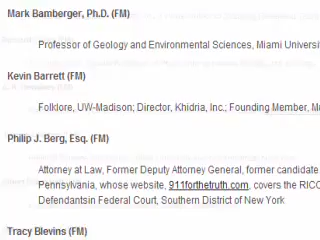 Mark Bamberger, Ph.D. (FM)
Professor of Geology and Environmental Sciences, Miami Universi
Kevin Barrett (FM)
Folklore, UW-Madison; Director, Khidria, Inc.; Founding Member, M
Philip J. Berg, Esq. (FM)
Attorney at Law, Former Deputy Attorney General, former candidate
Pennsylvania, whose website, 911forthetruth.com, covers the RICO
Defendantsin Federal Court, Southern District of New York
Tracy Blevins (FM)